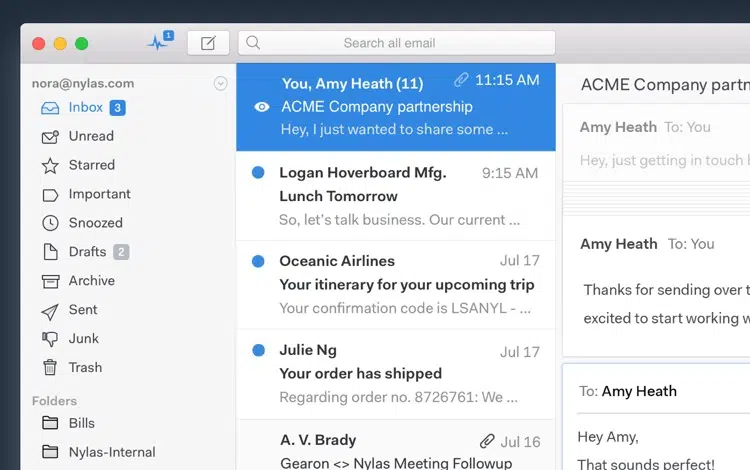 1
Search all email
nora@nylas.com
Inbox 3
Unread
Starred
Important
Snoozed
Drafts 2
Archive
Sent
Junk
Trash
Folders
Bills
Nylas-Internal
You, Amy Heath (11) 11:15 AM
ACME Company partnership
Hey, I just wanted to share some ...
Logan Hoverboard Mfg. 9:15 AM
Lunch Tomorrow
So, let's talk business. Our current ...
Oceanic Airlines Jul 17
Your itinerary for your upcoming trip
Your confirmation code is LSANYL - ...
Julie Ng Jul 17
Your order has shipped
Regarding order no. 8726761: We ...
A. V. Brady Jul 16
Gearon <> Nylas Meeting Followup
ACME Company partn
Amy Heath To: You
Hey, just getting in touch
Amy Heath To: You
Thanks for sending over t
excited to start working w
To: Amy Heath
Hey Amy,
That sounds perfect!